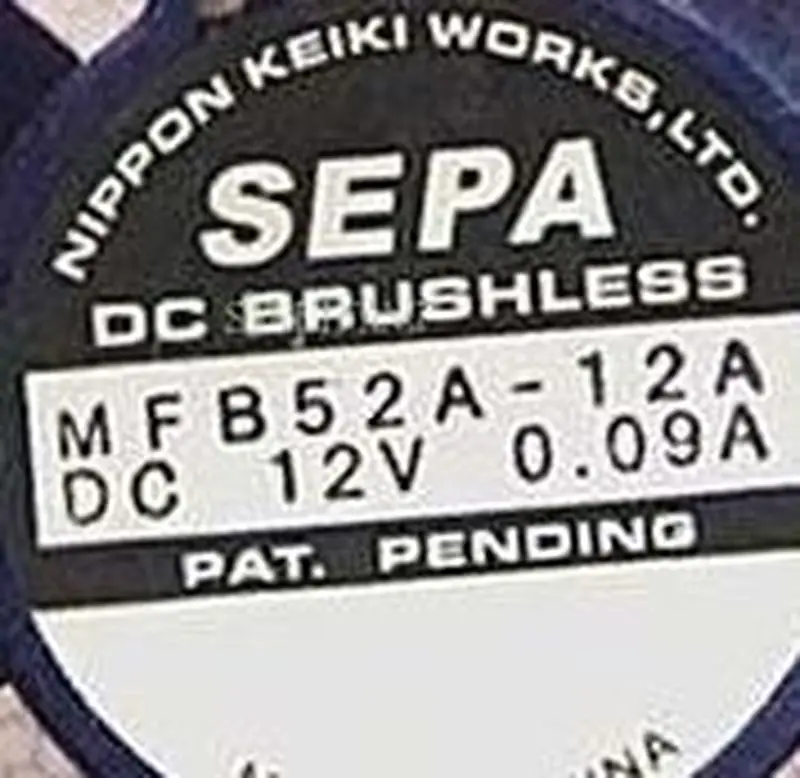 NIPPON KEIKI WORKS, LTD.
SEPA
DC BRUSHLESS
MFB52A-12A
DC 12V 0.09A
PAT. PENDING